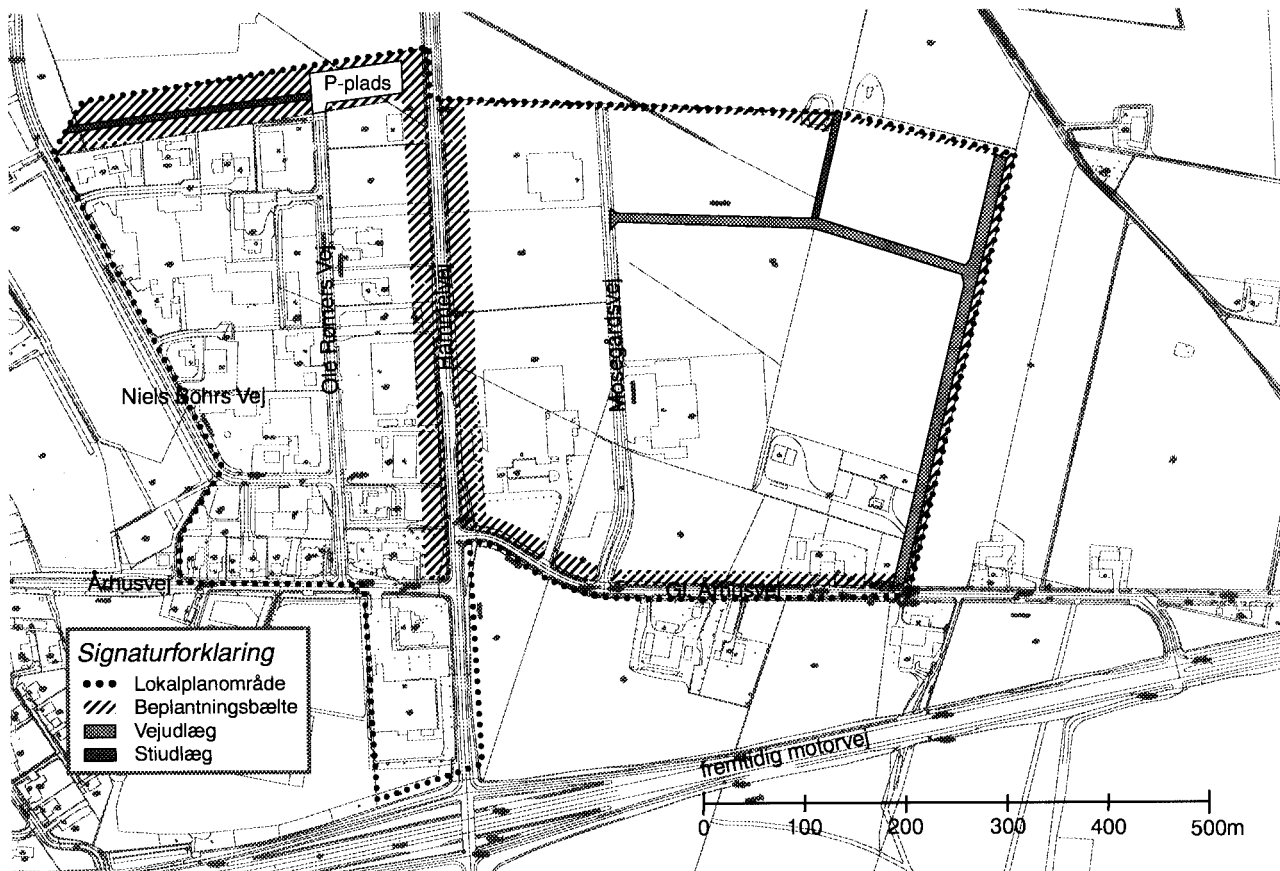 P-plads
Ole Rømers Vej
Mosegårdsvej
Niels Bohrs Vej
Århusvej
Gl. Århusvej
Signaturforklaring
Lokalplanområde
Beplantningsbælte
Vejudlæg
Stiudlæg
fremtidig motorvej
0 100 200 300 400 500m